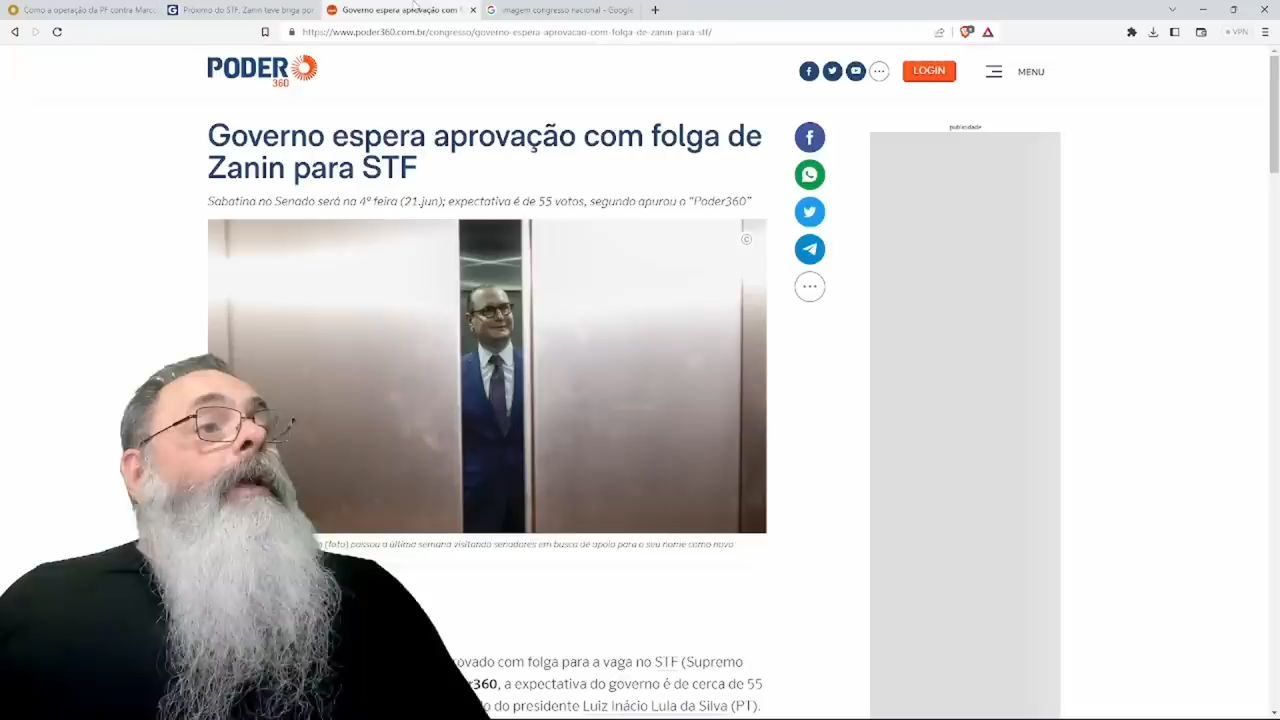 Como a operação da PF contra Marco
Próximo do STF, Zanin teve briga por
Governo espera aprovação com f
imagem congresso nacional - Google
https://www.poder360.com.br/congresso/governo-espera-aprovacao-com-folga-de-zanin-para-stf/
VPN
PODER
360
LOGIN
MENU
Governo espera aprovação com folga de
Zanin para STF
Sabatina no Senado será na 4ª feira (21.jun); expectativa é de 55 votos, segundo apurou o "Poder360"
publicidade
(foto) passou a última semana visitando senadores em busca de apoio para o seu nome como novo
ovado com folga para a vaga no STF (Supremo
r360, a expectativa do governo é de cerca de 55
o do presidente Luiz Inácio Lula da Silva (PT).